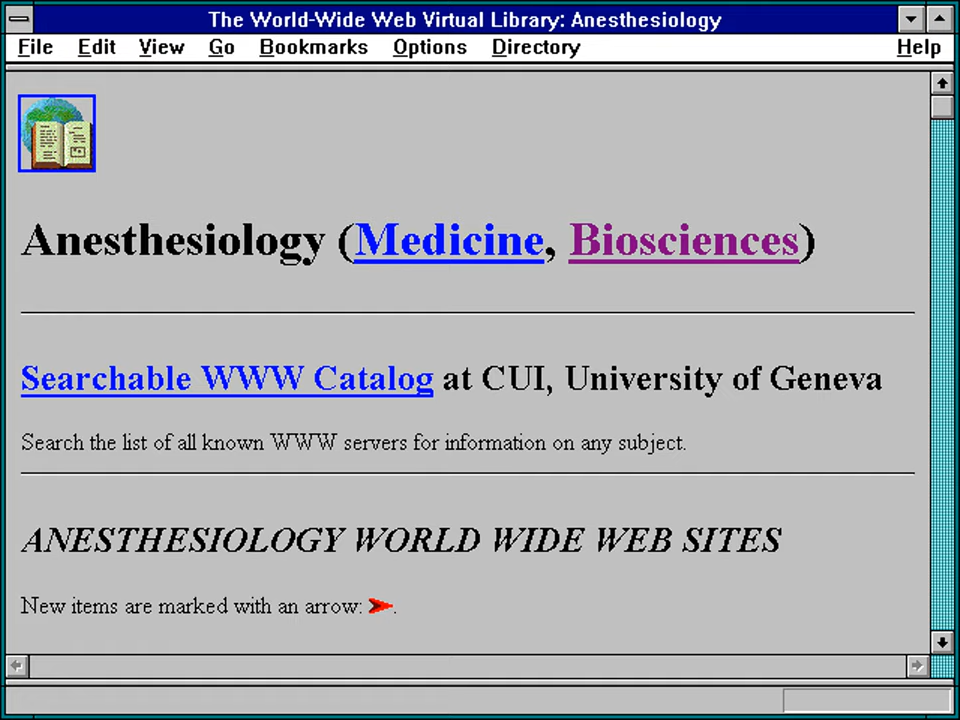 The World-Wide Web Virtual Library: Anesthesiology
File Edit View Go Bookmarks Options Directory Help
Anesthesiology (Medicine, Biosciences)
Searchable WWW Catalog at CUI, University of Geneva
Search the list of all known WWW servers for information on any subject.
ANESTHESIOLOGY WORLD WIDE WEB SITES
New items are marked with an arrow: .